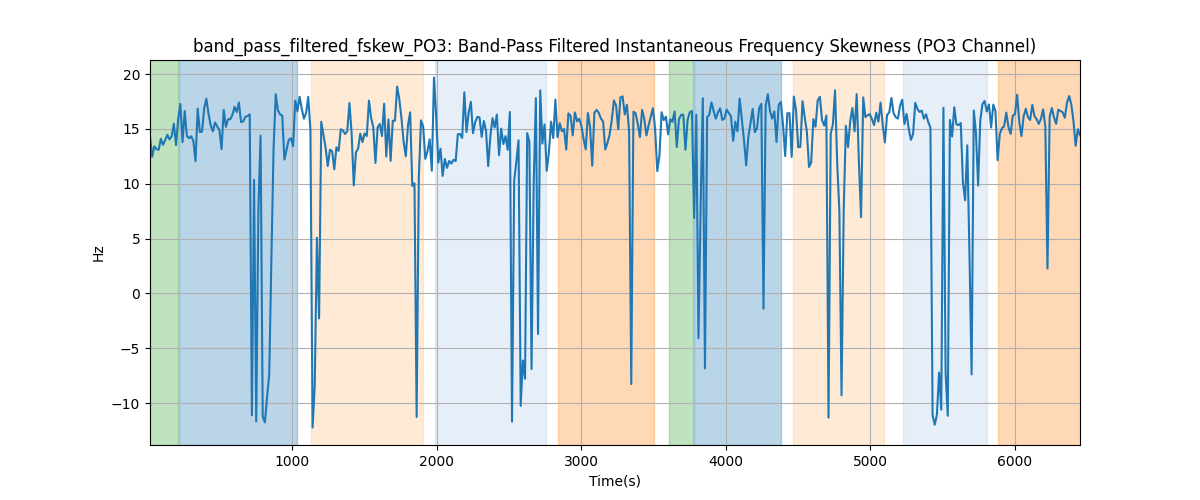 band_pass_filtered_fskew_PO3: Band-Pass Filtered Instantaneous Frequency Skewness (PO3 Channel)
20
15
10
5
0
−5
−10
Hz
1000 2000 3000 4000 5000 6000
Time(s)